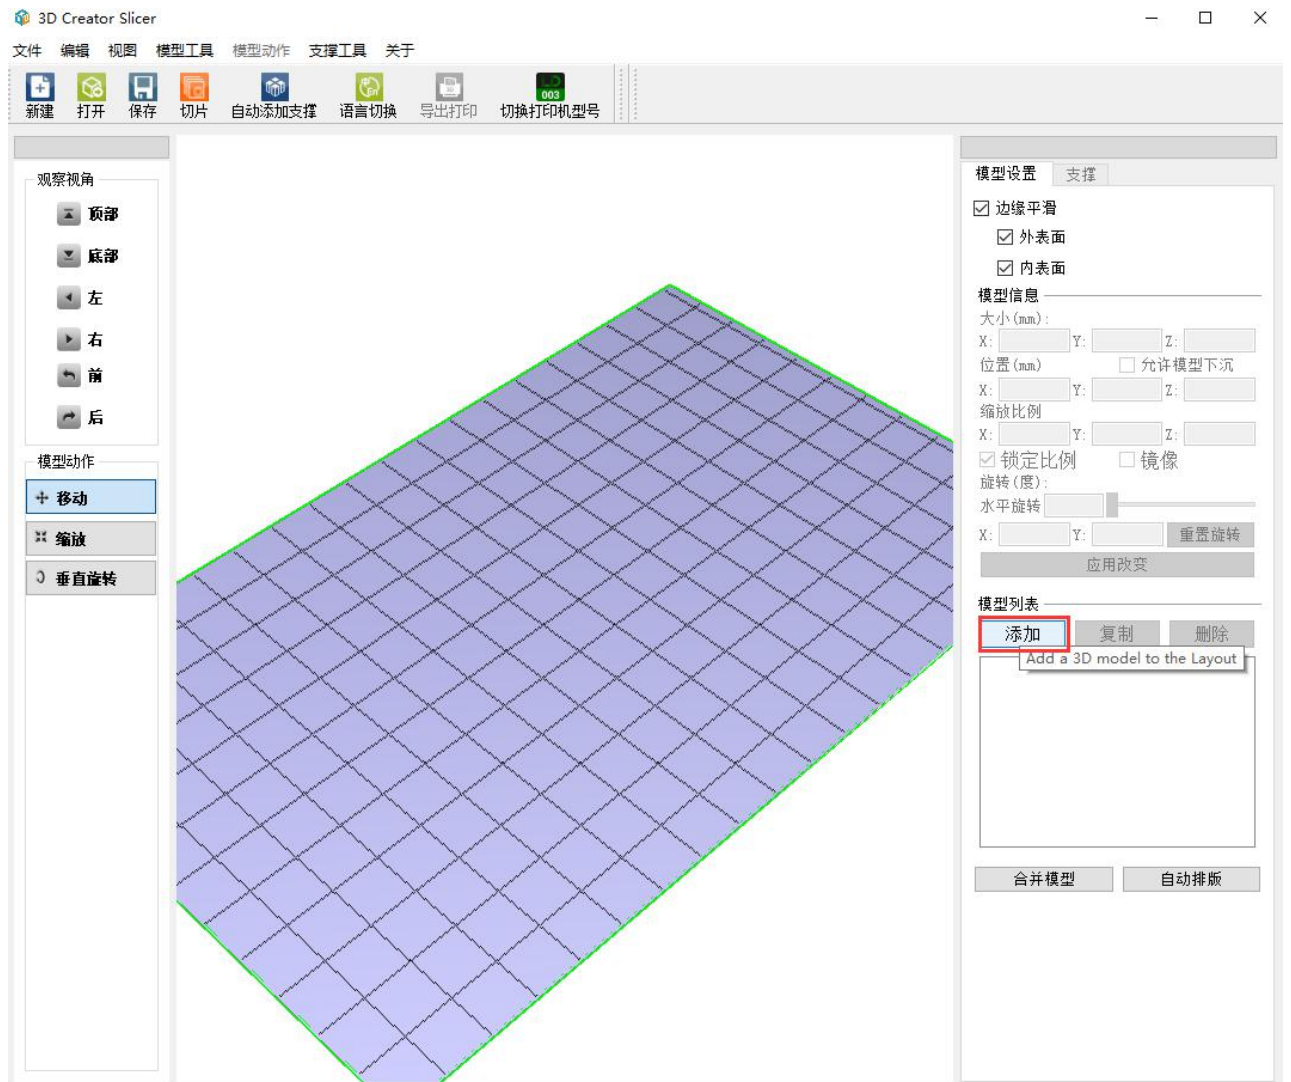 3D Creator Slicer
文件 编辑 视图 模型工具 模型动作 支撑工具 关于
新建 打开 保存 切片 自动添加支撑 语言切换 导出打印 切换打印机型号
En
LD
003
观察视角
顶部
底部
左
右
前
后
模型动作
移动
缩放
垂直旋转
模型设置 支撑
边缘平滑
外表面
内表面
模型信息
大小(mm):
X: Y: Z:
位置(mm) 允许模型下沉
X: Y: Z:
缩放比例
X: Y: Z:
锁定比例 镜像
旋转(度):
水平旋转
X: Y: 重置旋转
应用改变
模型列表
添加 复制 删除
Add a 3D model to the Layout
合并模型 自动排版